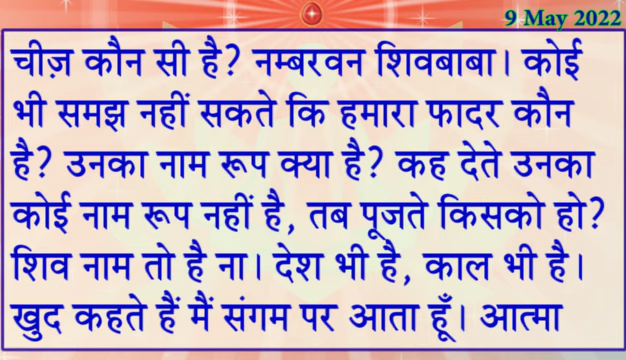 9 May 2022
चीज़ कौन सी है? नम्बरवन शिवबाबा। कोई
भी समझ नहीं सकते कि हमारा फादर कौन
है? उनका नाम रूप क्या है? कह देते उनका
कोई नाम रूप नहीं है, तब पूजते किसको हो?
शिव नाम तो है ना। देश भी है, काल भी है।
खुद कहते हैं मैं संगम पर आता हूँ। आत्मा